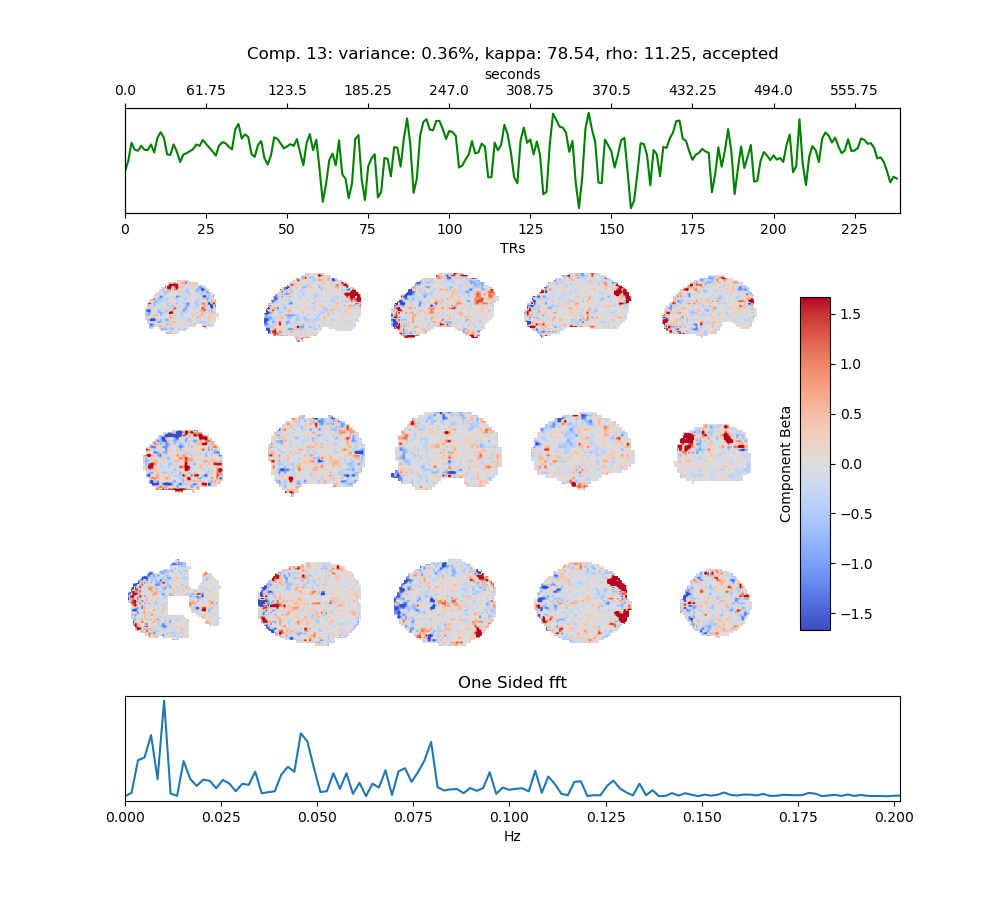 Comp. 13: variance: 0.36%, kappa: 78.54, rho: 11.25, accepted
seconds
0.0 61.75 123.5 185.25 247.0 308.75 370.5 432.25 494.0 555.75
0 25 50 75 100 125 150 175 200 225
TRs
1.5
1.0
0.5
0.0
−0.5
−1.0
−1.5
Component Beta
One Sided fft
0.000 0.025 0.050 0.075 0.100 0.125 0.150 0.175 0.200
Hz